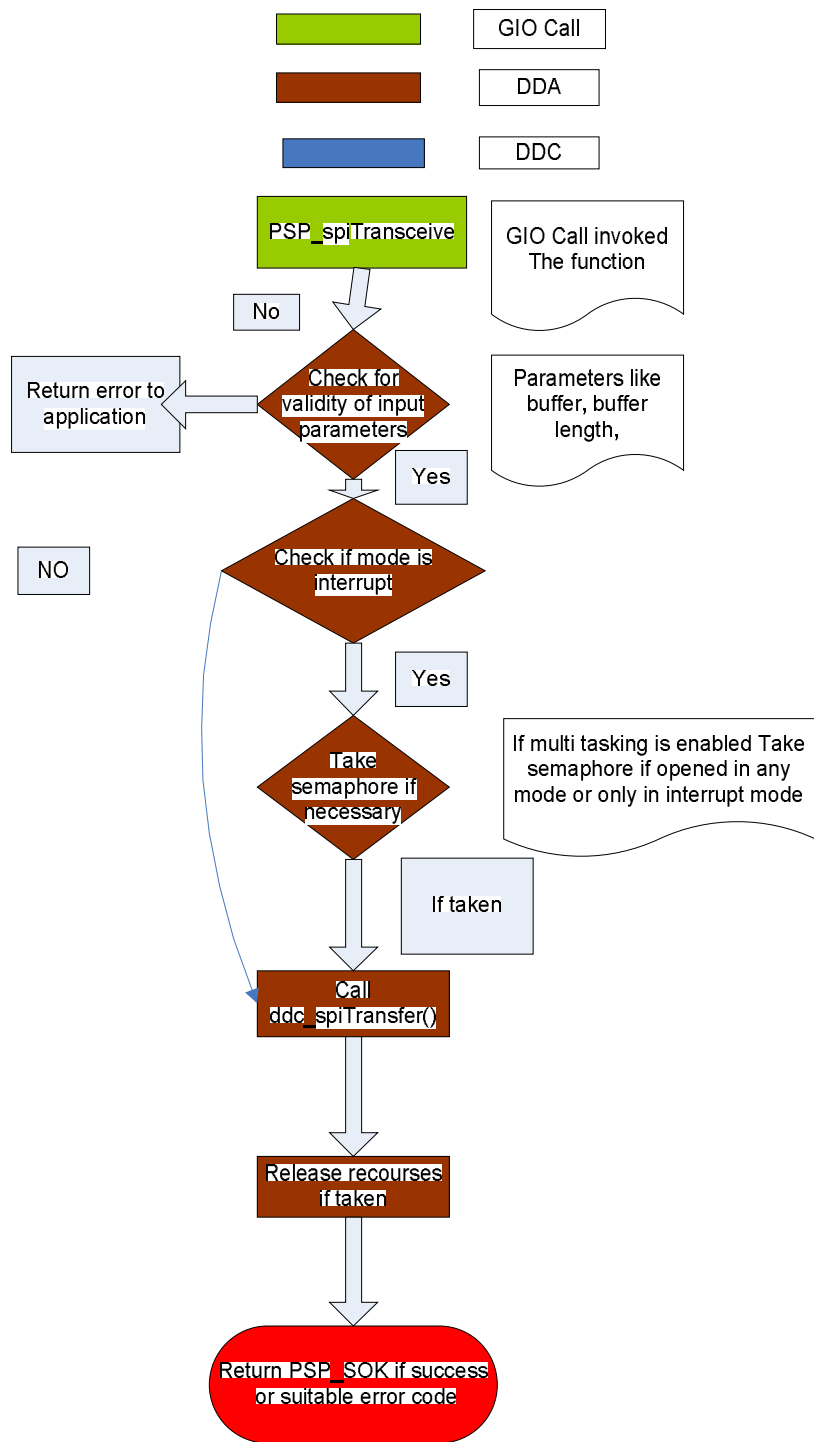 GIO Call
DDA
DDC
PSP_spiTransceive
GIO Call invoked
The function
No
Check for
validity of input
parameters
Return error to
application
Parameters like
buffer, buffer
length,
Yes
Check if mode is
interrupt
NO
Yes
Take
semaphore if
necessary
If multi tasking is enabled Take
semaphore if opened in any
mode or only in interrupt mode
If taken
Call
ddc_spiTransfer()
Release recourses
if taken
Return PSP_SOK if success
or suitable error code